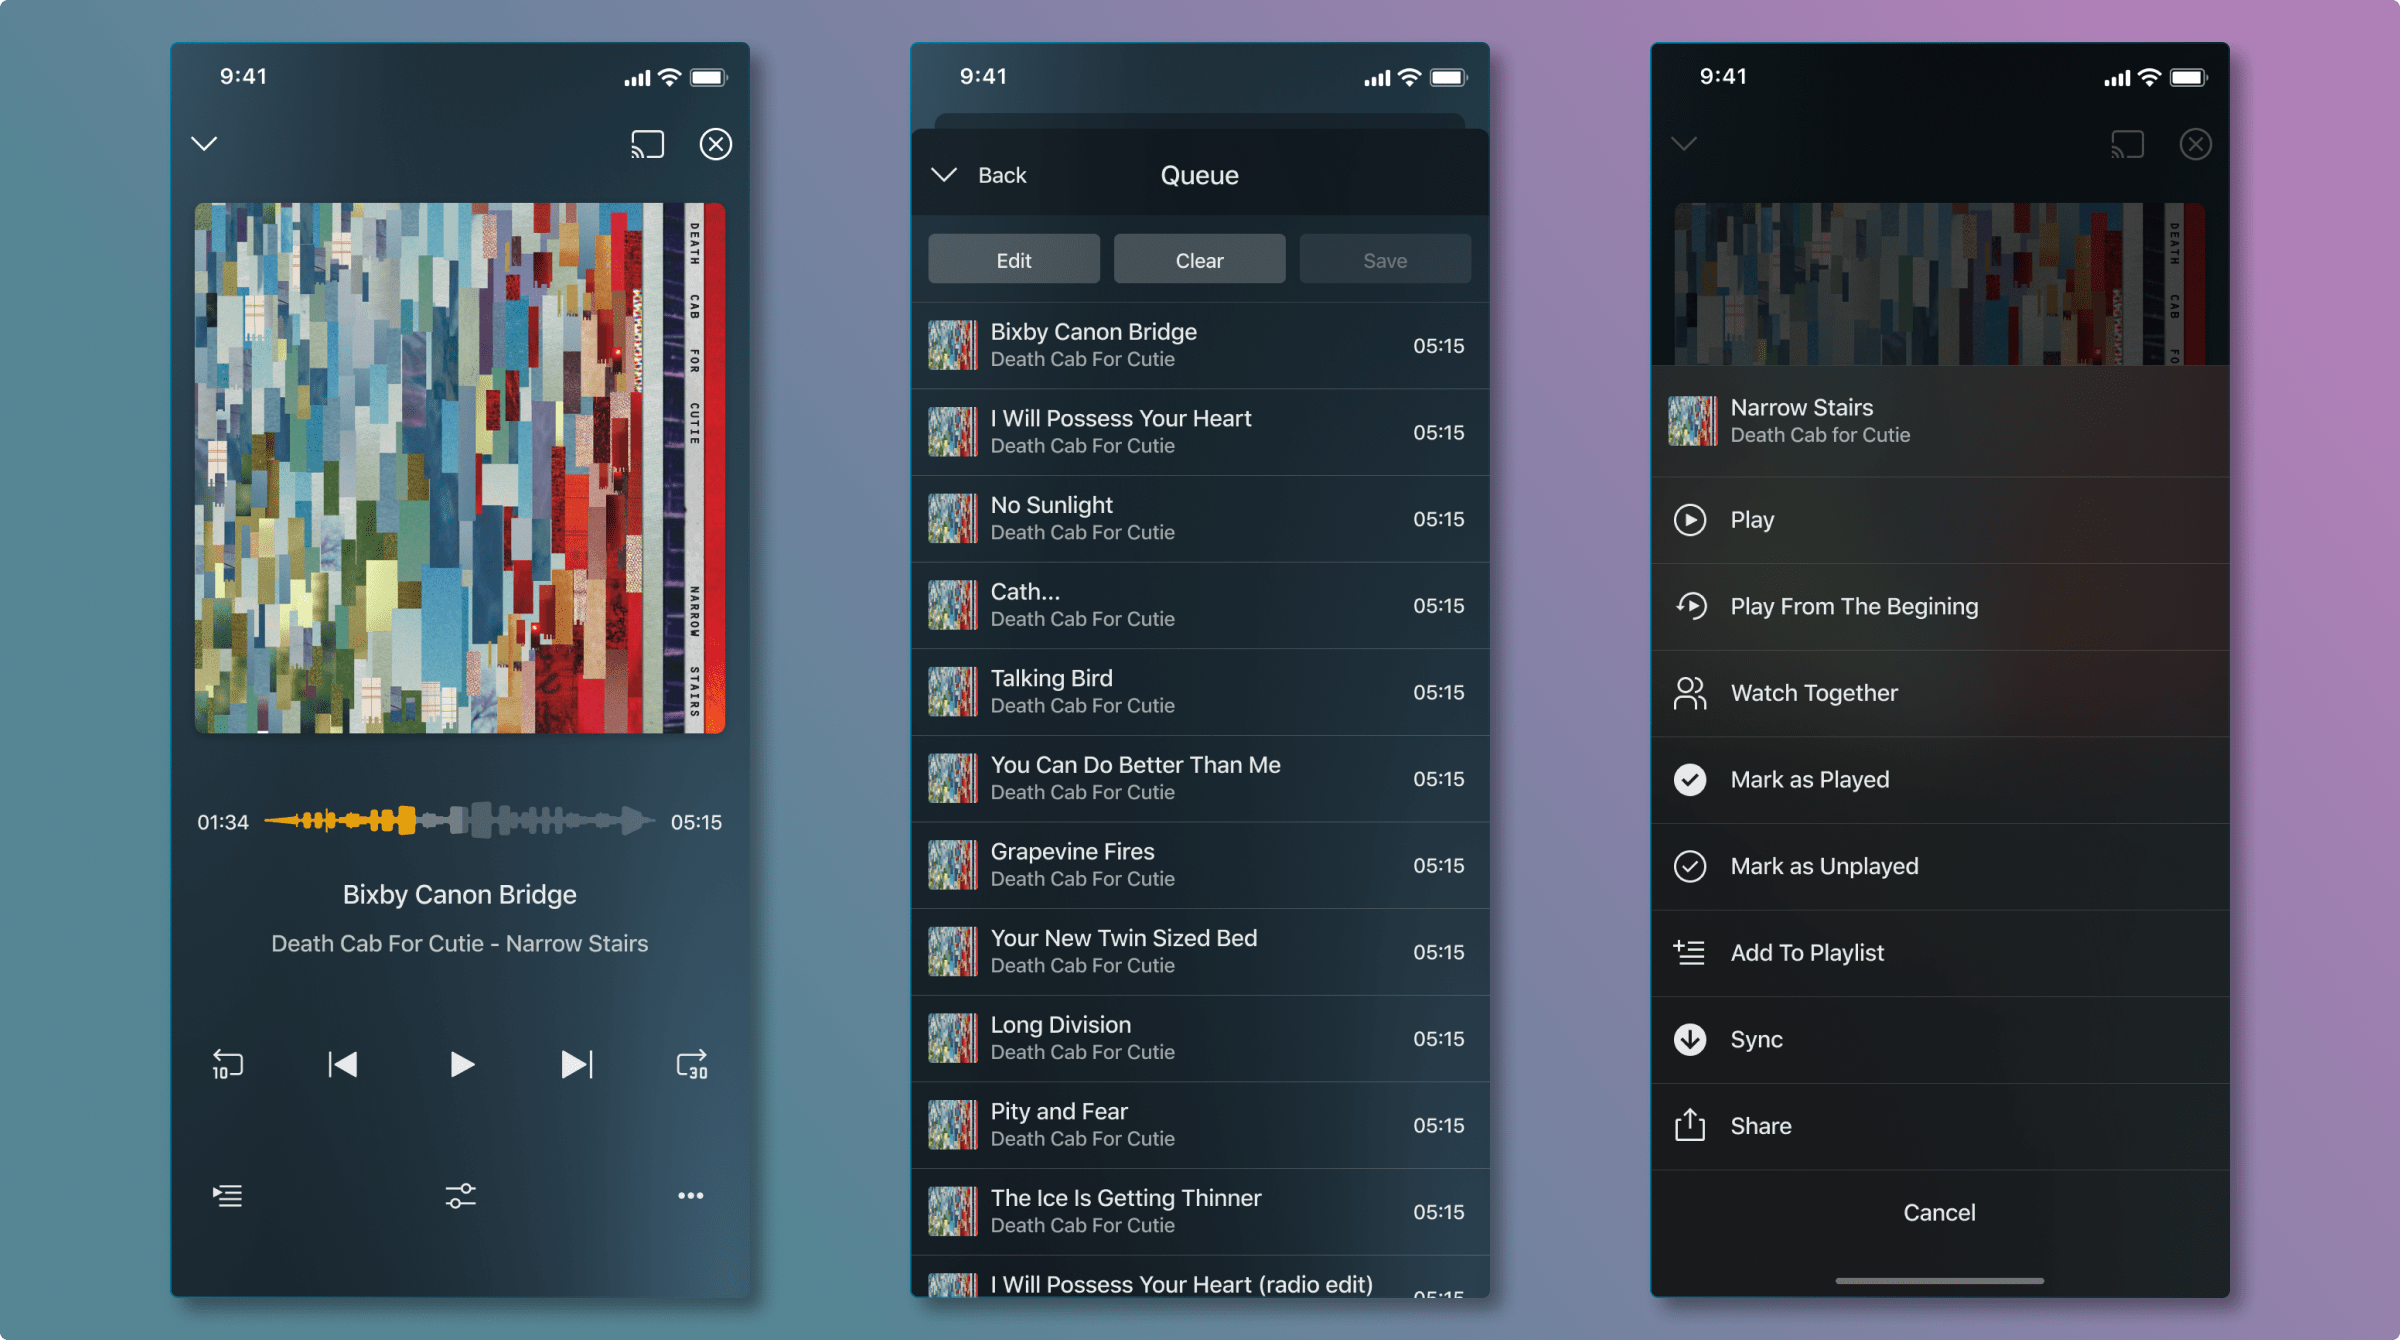 9:41
DEATH CAB FOR CUTIE NARROW STAIRS
01:34
05:15
Bixby Canon Bridge
Death Cab For Cutie - Narrow Stairs
10
30
9:41
Back
Queue
Edit
Clear
Save
Bixby Canon Bridge
Death Cab For Cutie
05:15
I Will Possess Your Heart
Death Cab For Cutie
05:15
No Sunlight
Death Cab For Cutie
05:15
Cath...
Death Cab For Cutie
05:15
Talking Bird
Death Cab For Cutie
05:15
You Can Do Better Than Me
Death Cab For Cutie
05:15
Grapevine Fires
Death Cab For Cutie
05:15
Your New Twin Sized Bed
Death Cab For Cutie
05:15
Long Division
Death Cab For Cutie
05:15
Pity and Fear
Death Cab For Cutie
05:15
The Ice Is Getting Thinner
Death Cab For Cutie
05:15
I Will Possess Your Heart (radio edit)
05:15
9:41
DEATH CAB FO
Narrow Stairs
Death Cab for Cutie
Play
Play From The Begining
Watch Together
Mark as Played
Mark as Unplayed
Add To Playlist
Sync
Share
Cancel